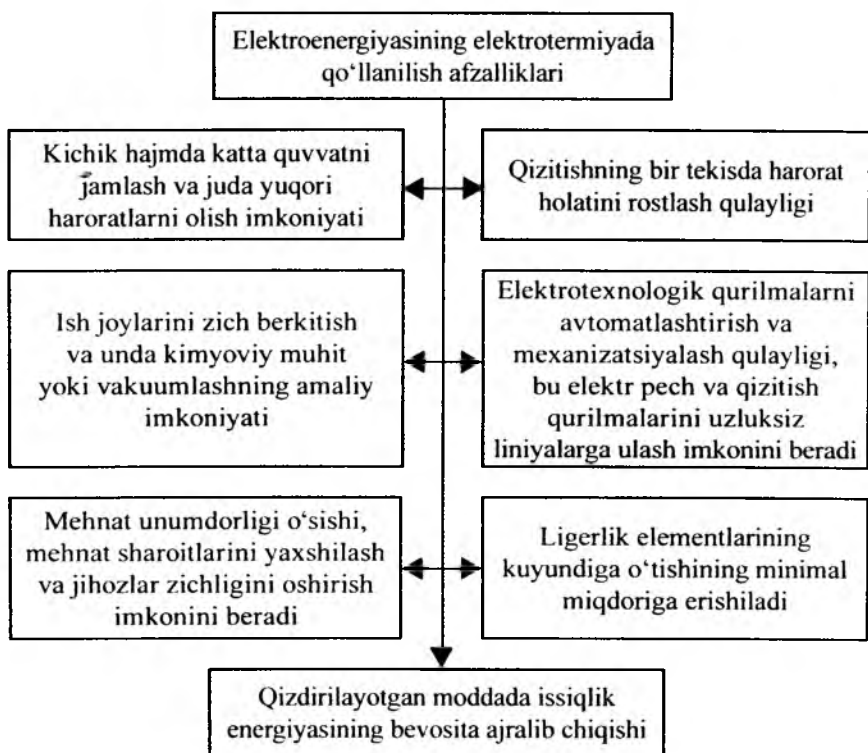 Elektroenergiyasining elektrotermiyada
qo‘llanilish afzalliklari
Kichik hajmda katta quvvatni
jamlash va juda yuqori
haroratlarni olish imkoniyati
Qizitishning bir tekisda harorat
holatini rostlash qulayligi
Ish joylarini zich berkitish
va unda kimyoviy muhit
yoki vakuumlashning amaliy
imkoniyati
Elektrotexnologik qurilmalarni
avtomatlashtirish va
mexanizatsiyalash qulayligi,
bu elektr pech va qizitish
qurilmalarini uzluksiz
liniyalarga ulash imkonini beradi
Mehnat unumdorligi o‘sishi,
mehnat sharoitlarini yaxshilash
va jihozlar zichligini oshirish
imkonini beradi
Ligerlik elementlarining
kuyundiga o‘tishining minimal
miqdoriga erishiladi
Qizdirilayotgan moddada issiqlik
energiyasining bevosita ajralib chiqishi